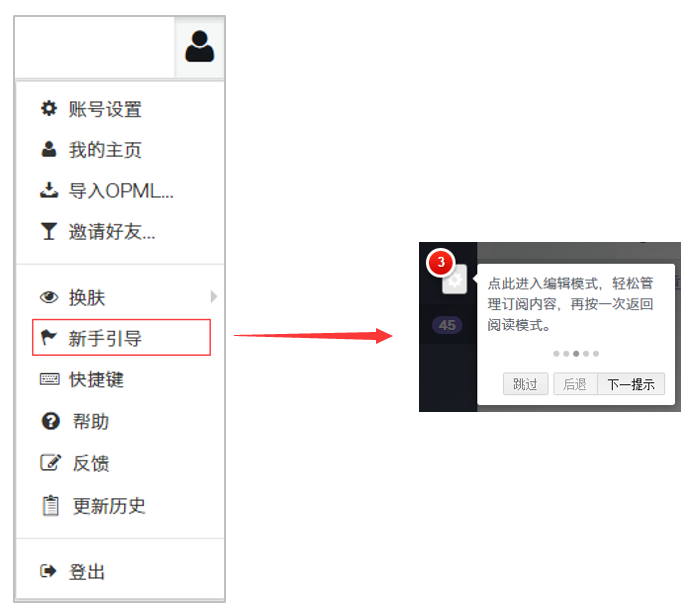 账号设置
我的主页
导入OPML...
邀请好友...
换肤
新手引导
快捷键
帮助
反馈
更新历史
登出
3
45
点此进入编辑模式，轻松管
理订阅内容，再按一次返回
阅读模式。
跳过
后退
下一提示